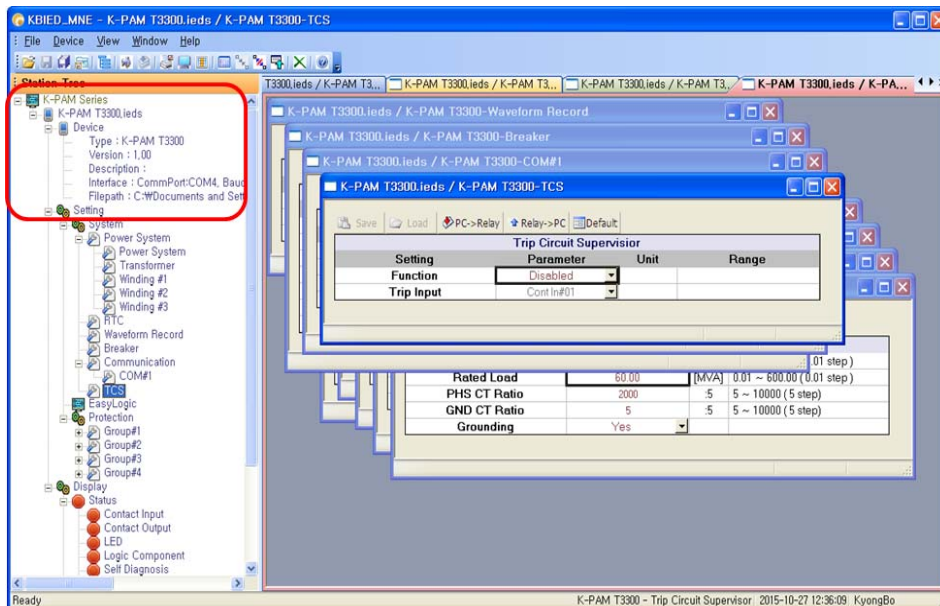 KBIED_MNE - K-PAM T3300.ieds / K-PAM T3300-TCS
File Device View Window Help
Station Tree
K-PAM Series
K-PAM T3300.ieds
Device
Type : K-PAM T3300
Version : 1.00
Description :
Interface : CommPort:COM4, Baud
Filepath : C:₩Documents and Sett
Setting
System
Power System
Power System
Transformer
Winding #1
Winding #2
Winding #3
RTC
Waveform Record
Breaker
Communication
COM#1
TCS
EasyLogic
Protection
Group#1
Group#2
Group#3
Group#4
Display
Status
Contact Input
Contact Output
LED
Logic Component
Self Diagnosis
T3300.ieds / K-PAM T3...
K-PAM T3300.ieds / K-PAM T3...
K-PAM T3300.ieds / K-PAM T3...
K-PAM T3300.ieds / K-PA...
K-PAM T3300.ieds / K-PAM T3300-Waveform Record
K-PAM T3300.ieds / K-PAM T3300-Breaker
K-PAM T3300.ieds / K-PAM T3300-COM#1
K-PAM T3300.ieds / K-PAM T3300-TCS
Save Load PC->Relay Relay->PC Default
Trip Circuit Supervisior
Setting Parameter Unit Range
Function Disabled
Trip Input Cont In#01
.01 step )
Rated Load 60.00 [MVA] 0.01 ~ 600.00 ( 0.01 step )
PHS CT Ratio 2000 :5 5 ~ 10000 ( 5 step )
GND CT Ratio 5 :5 5 ~ 10000 ( 5 step )
Grounding Yes
Ready
K-PAM T3300 - Trip Circuit Supervisor 2015-10-27 12:36:09 KyongBo